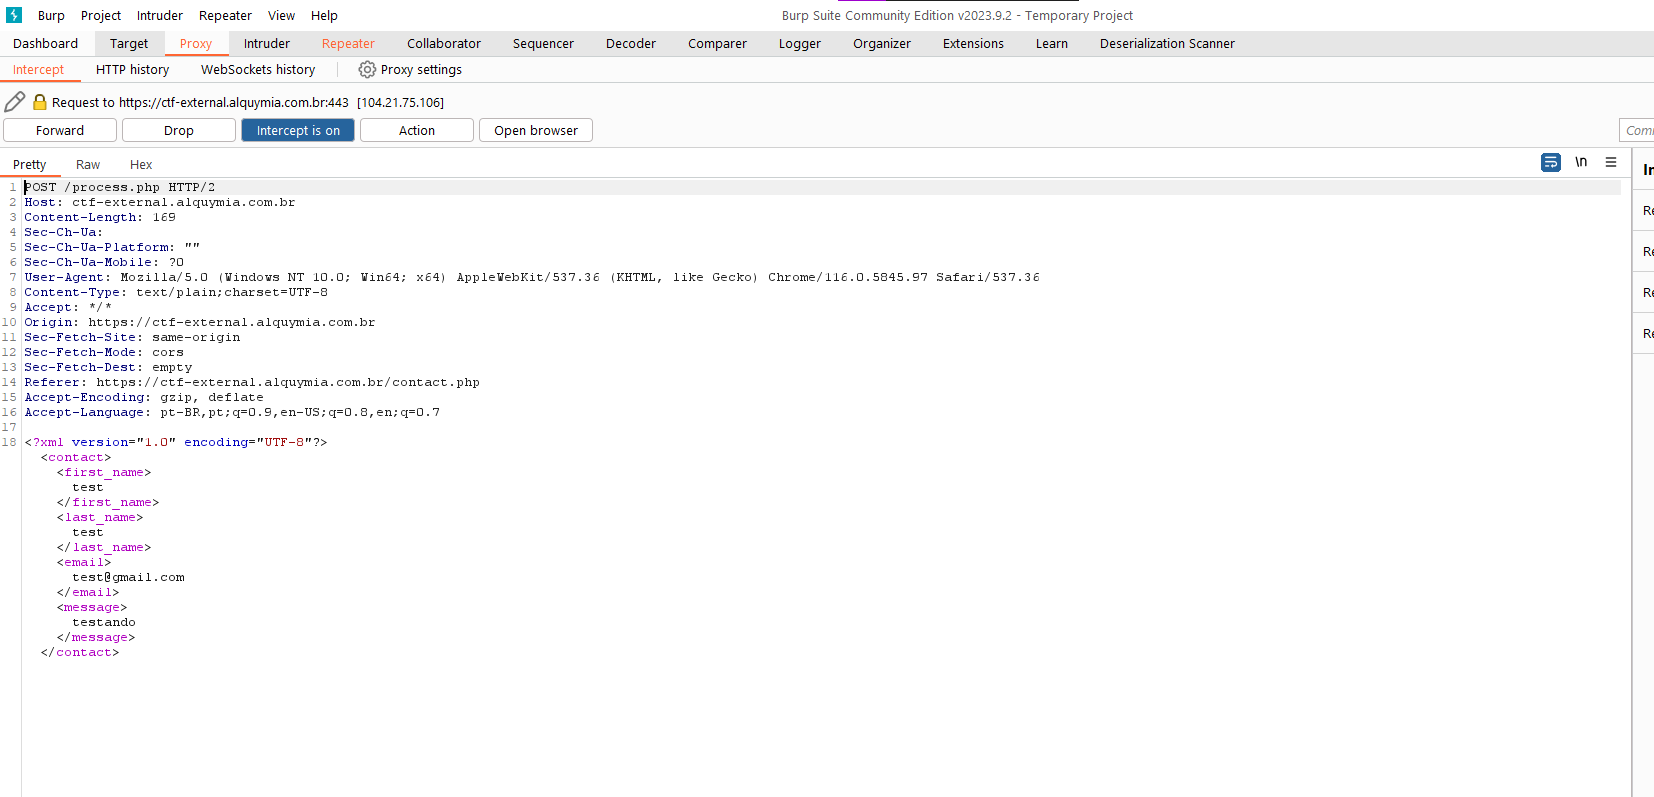 Burp Project Intruder Repeater View Help Burp Suite Community Edition v2023.9.2 - Temporary Project
Dashboard Target Proxy Intruder Repeater Collaborator Sequencer Decoder Comparer Logger Organizer Extensions Learn Deserialization Scanner
Intercept HTTP history WebSockets history Proxy settings
Request to https://ctf-external.alquymia.com.br:443 [104.21.75.106]
Forward Drop Intercept is on Action Open browser
Pretty Raw Hex \n
1 POST /process.php HTTP/2
2 Host: ctf-external.alquymia.com.br
3 Content-Length: 169
4 Sec-Ch-Ua:
5 Sec-Ch-Ua-Platform: ""
6 Sec-Ch-Ua-Mobile: ?0
7 User-Agent: Mozilla/5.0 (Windows NT 10.0; Win64; x64) AppleWebKit/537.36 (KHTML, like Gecko) Chrome/116.0.5845.97 Safari/537.36
8 Content-Type: text/plain;charset=UTF-8
9 Accept: */*
10 Origin: https://ctf-external.alquymia.com.br
11 Sec-Fetch-Site: same-origin
12 Sec-Fetch-Mode: cors
13 Sec-Fetch-Dest: empty
14 Referer: https://ctf-external.alquymia.com.br/contact.php
15 Accept-Encoding: gzip, deflate
16 Accept-Language: pt-BR,pt;q=0.9,en-US;q=0.8,en;q=0.7
17
18 <?xml version="1.0" encoding="UTF-8"?>
<contact>
<first_name>
test
</first_name>
<last_name>
test
</last_name>
<email>
test@gmail.com
</email>
<message>
testando
</message>
</contact>